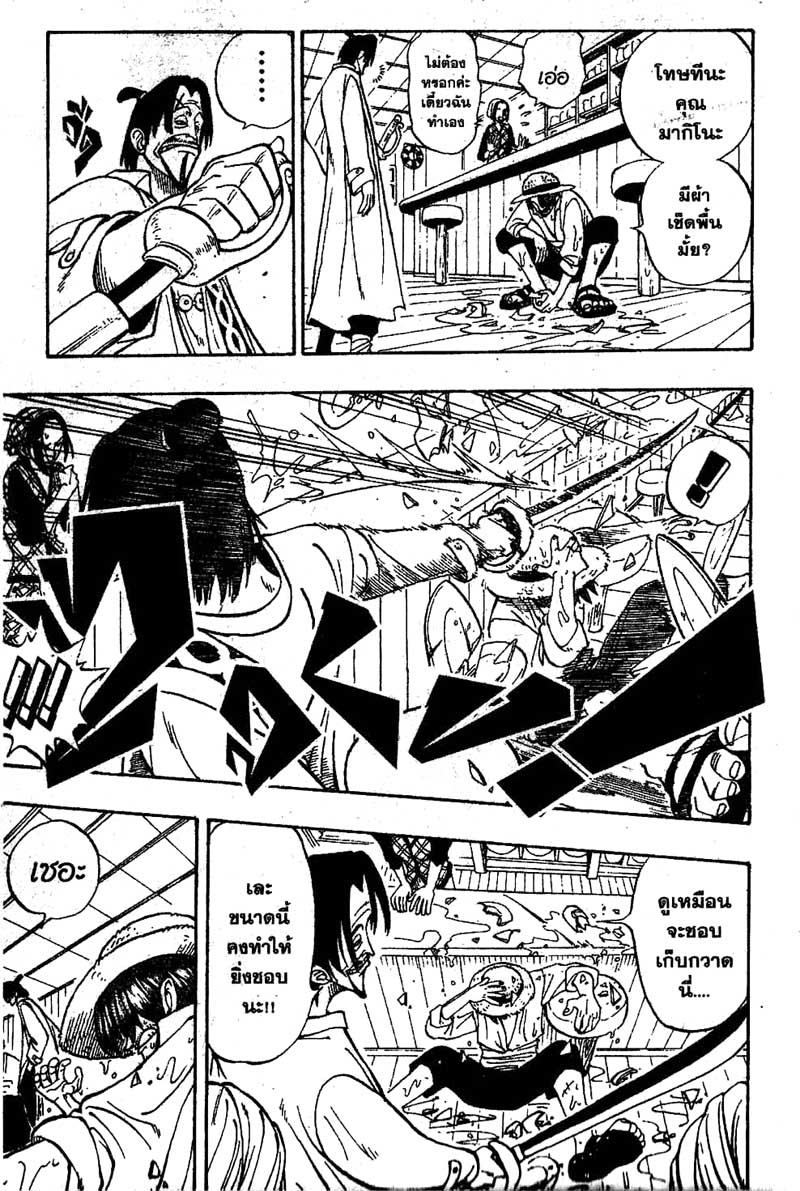 โทษทีนะ
คุณ
มากิโนะ
มีผ้า
เช็ดพื้น
มั้ย?
เอ่อ
ไม่ต้อง
หรอกค่ะ
เดี๋ยวฉัน
ทำเอง
......
!!
ดูเหมือน
จะชอบ
เก็บกวาด
นี่....
เละ
ขนาดนี้
คงทำให้
ยิ่งชอบ
นะ!!
เชอะ